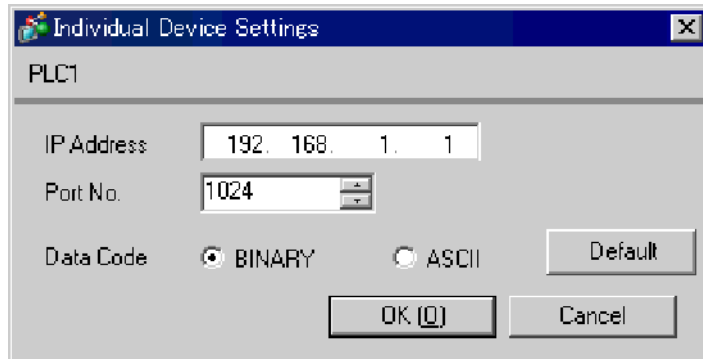 Individual Device Settings
PLC1
IP Address 192. 168. 1. 1
Port No. 1024
Data Code BINARY ASCII Default
OK (O) Cancel